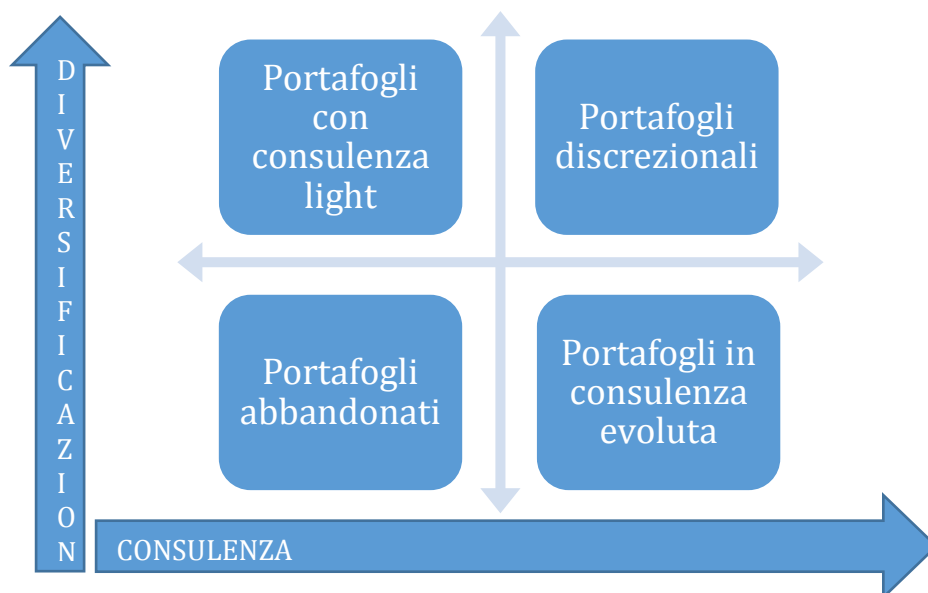 DIVERSIFICAZION
Portafogli
con
consulenza
light
Portafogli
discrezionali
Portafogli
abbandonati
Portafogli in
consulenza
evoluta
CONSULENZA